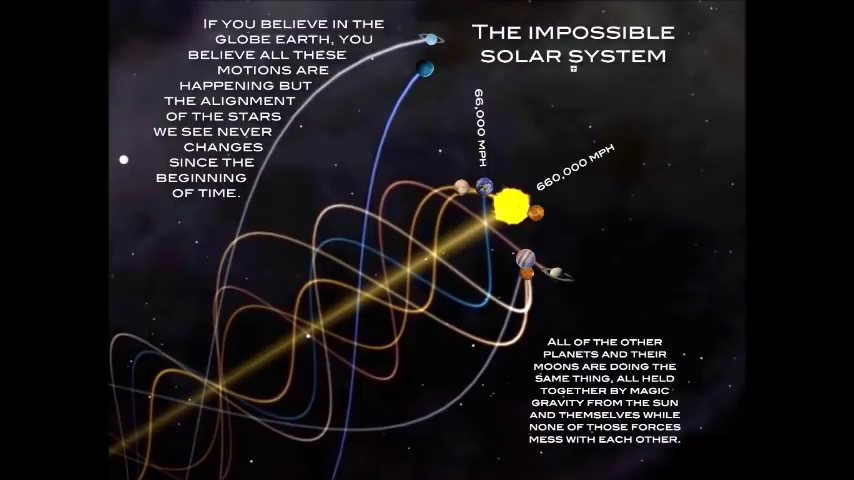 IF YOU BELIEVE IN THE
GLOBE EARTH, YOU
BELIEVE ALL THESE
MOTIONS ARE
HAPPENING BUT
THE ALIGNMENT
OF THE STARS
WE SEE NEVER
CHANGES
SINCE THE
BEGINNING
OF TIME.
THE IMPOSSIBLE
SOLAR SYSTEM
66,000 MPH
660,000 MPH
ALL OF THE OTHER
PLANETS AND THEIR
MOONS ARE DOING THE
SAME THING, ALL HELD
TOGETHER BY MAGIC
GRAVITY FROM THE SUN
AND THEMSELVES WHILE
NONE OF THOSE FORCES
MESS WITH EACH OTHER.